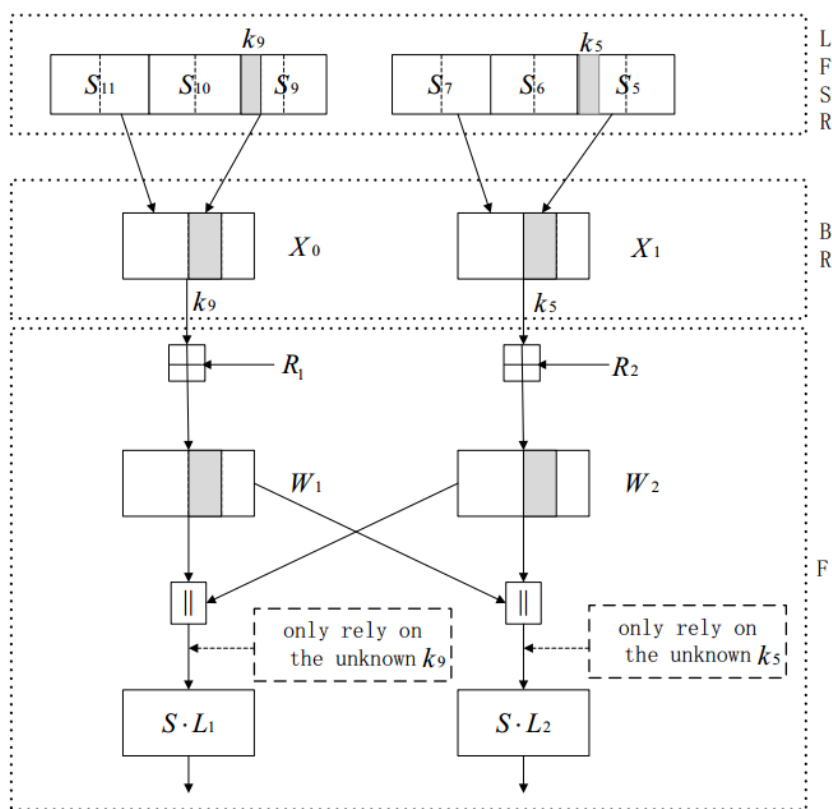 k9 k5
S11 S10 S9 S7 S6 S5
L
F
S
R
X0 X1
B
R
k9 k5
R1 R2
W1 W2
F
|| ||
only rely on
the unknown k9
only rely on
the unknown k5
S · L1 S · L2